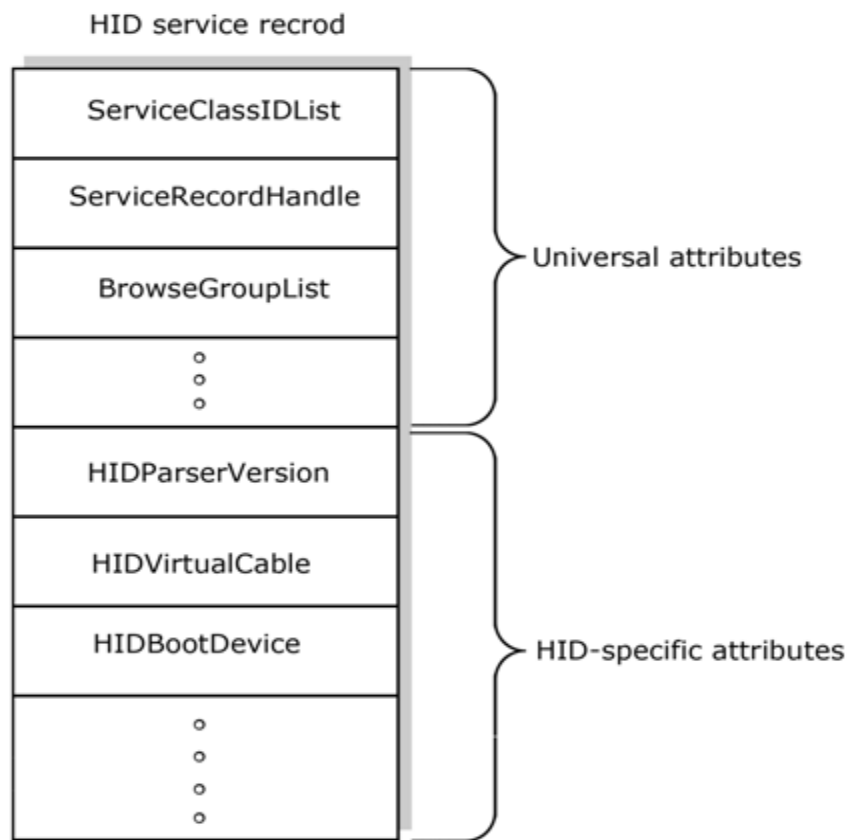 HID service recrod
ServiceClassIDList
ServiceRecordHandle
BrowseGroupList
Universal attributes
HIDParserVersion
HIDVirtualCable
HIDBootDevice
HID-specific attributes